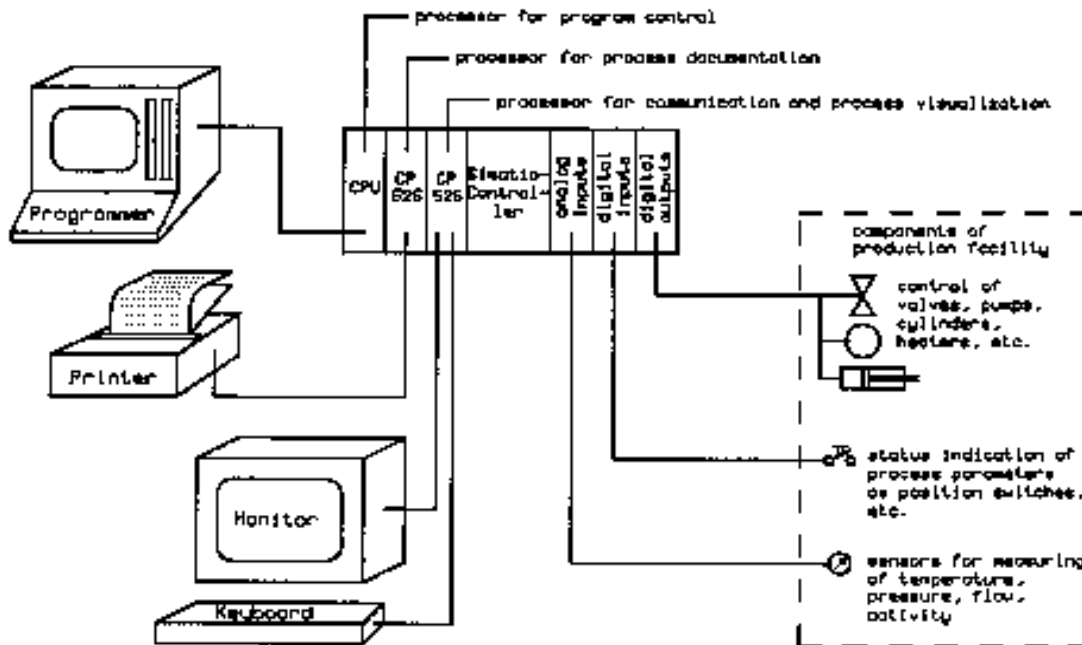 processor for program control
processor for process documentation
processor for communication and process visualization
Programmer
CPU
CP
526
CP
526
Simatic-
Control-
ler
analog
inputs
digital
inputs
digital
outputs
components of
production facility
control of
valves, pumps,
cylinders,
heaters, etc.
Printer
Monitor
Keyboard
status indication of
process parameters
as position switches,
etc.
sensors for measuring
of temperature,
pressure, flow,
activity